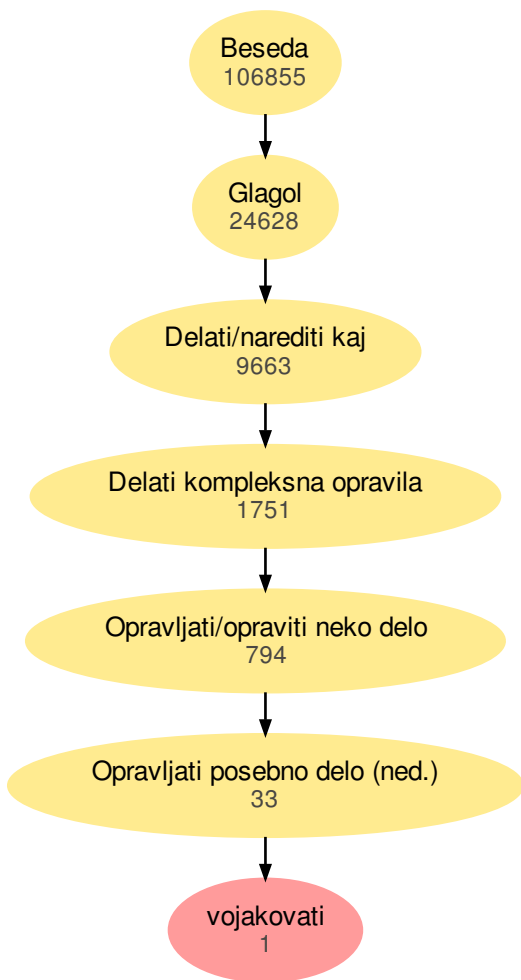 Beseda
106855
Glagol
24628
Delati/narediti kaj
9663
Delati kompleksna opravila
1751
Opravljati/opraviti neko delo
794
Opravljati posebno delo (ned.)
33
vojakovati
1